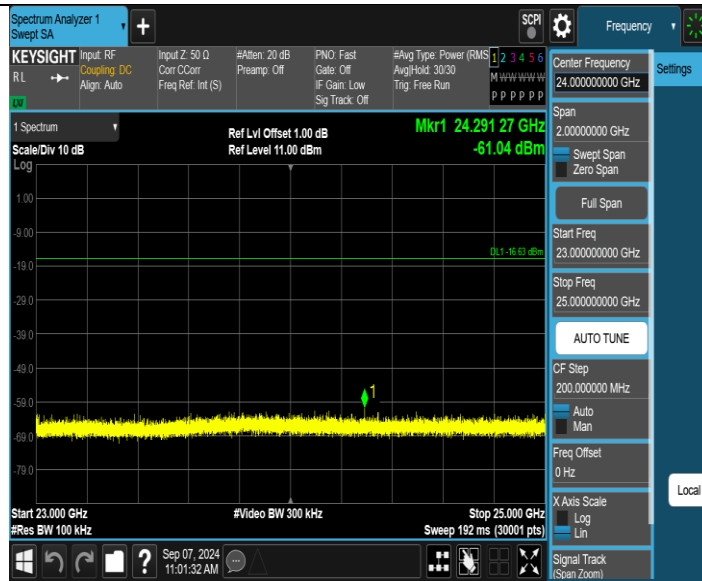 Spectrum Analyzer 1
Swept SA
+
SCPI
Frequency
KEYSIGHT
RL
LXI
Input: RF
Coupling: DC
Align: Auto
Input Z: 50 Ω
Corr CCorr
Freq Ref: Int (S)
#Atten: 20 dB
Preamp: Off
PNO: Fast
Gate: Off
IF Gain: Low
Sig Track: Off
#Avg Type: Power (RMS
Avg|Hold: 30/30
Trig: Free Run
1 2 3 4 5 6
M W W W W W
P P P P P P
1 Spectrum
Scale/Div 10 dB
Log
Ref Lvl Offset 1.00 dB
Ref Level 11.00 dBm
Mkr1 24.291 27 GHz
-61.04 dBm
1.00
-9.00
DL1 -16.63 dBm
-19.0
-29.0
-39.0
-49.0
-59.0
1
-69.0
-79.0
Start 23.000 GHz
#Res BW 100 kHz
#Video BW 300 kHz
Stop 25.000 GHz
Sweep 192 ms (30001 pts)
?
Sep 07, 2024
11:01:32 AM
Center Frequency
24.000000000 GHz
Span
2.00000000 GHz
Swept Span
Zero Span
Full Span
Start Freq
23.000000000 GHz
Stop Freq
25.000000000 GHz
AUTO TUNE
CF Step
200.000000 MHz
Auto
Man
Freq Offset
0 Hz
X Axis Scale
Log
Lin
Signal Track
(Span Zoom)
Settings
Local